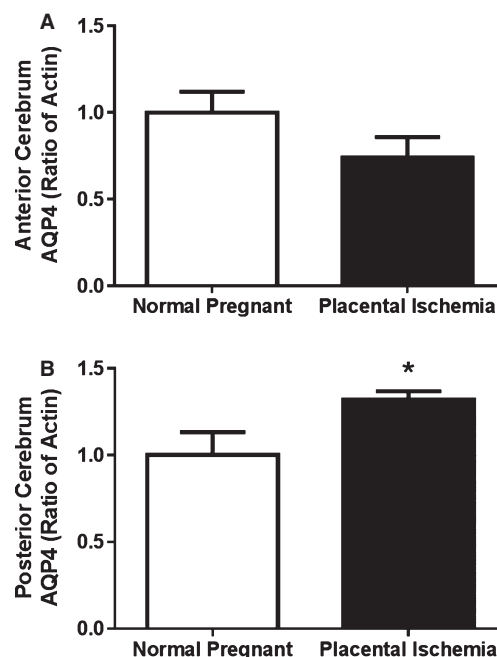 A
Anterior Cerebrum
AQP4 (Ratio of Actin)
1.5
1.0
0.5
0.0
Normal Pregnant Placental Ischemia
B
Posterior Cerebrum
AQP4 (Ratio of Actin)
1.5
*
1.0
0.5
0.0
Normal Pregnant Placental Ischemia